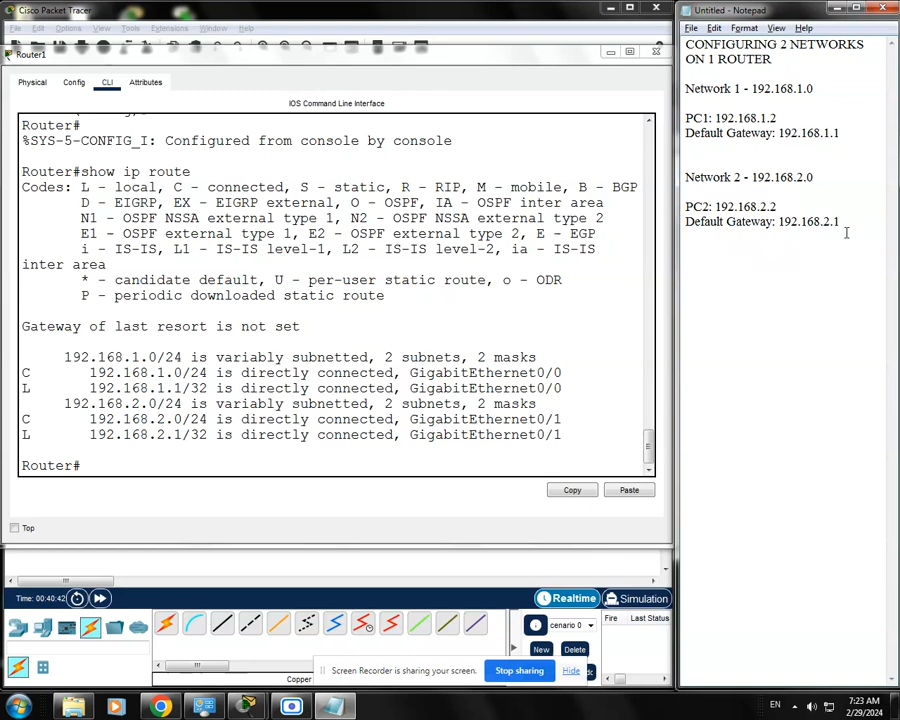 Cisco Packet Tracer
File Edit Options View Tools Extensions Window Help
Router1
Physical Config CLI Attributes
IOS Command Line Interface
Router#
%SYS-5-CONFIG_I: Configured from console by console
Router#show ip route
Codes: L - local, C - connected, S - static, R - RIP, M - mobile, B - BGP
D - EIGRP, EX - EIGRP external, O - OSPF, IA - OSPF inter area
N1 - OSPF NSSA external type 1, N2 - OSPF NSSA external type 2
E1 - OSPF external type 1, E2 - OSPF external type 2, E - EGP
i - IS-IS, L1 - IS-IS level-1, L2 - IS-IS level-2, ia - IS-IS
inter area
* - candidate default, U - per-user static route, o - ODR
P - periodic downloaded static route
Gateway of last resort is not set
192.168.1.0/24 is variably subnetted, 2 subnets, 2 masks
C 192.168.1.0/24 is directly connected, GigabitEthernet0/0
L 192.168.1.1/32 is directly connected, GigabitEthernet0/0
192.168.2.0/24 is variably subnetted, 2 subnets, 2 masks
C 192.168.2.0/24 is directly connected, GigabitEthernet0/1
L 192.168.2.1/32 is directly connected, GigabitEthernet0/1
Router#
Copy Paste
Top
Time: 00:40:42
Realtime Simulation
cenario 0
Fire Last Status
New Delete
Copper
Screen Recorder is sharing your screen. Stop sharing Hide
Untitled - Notepad
File Edit Format View Help
CONFIGURING 2 NETWORKS
ON 1 ROUTER
Network 1 - 192.168.1.0
PC1: 192.168.1.2
Default Gateway: 192.168.1.1
Network 2 - 192.168.2.0
PC2: 192.168.2.2
Default Gateway: 192.168.2.1
EN 7:23 AM
2/29/2024